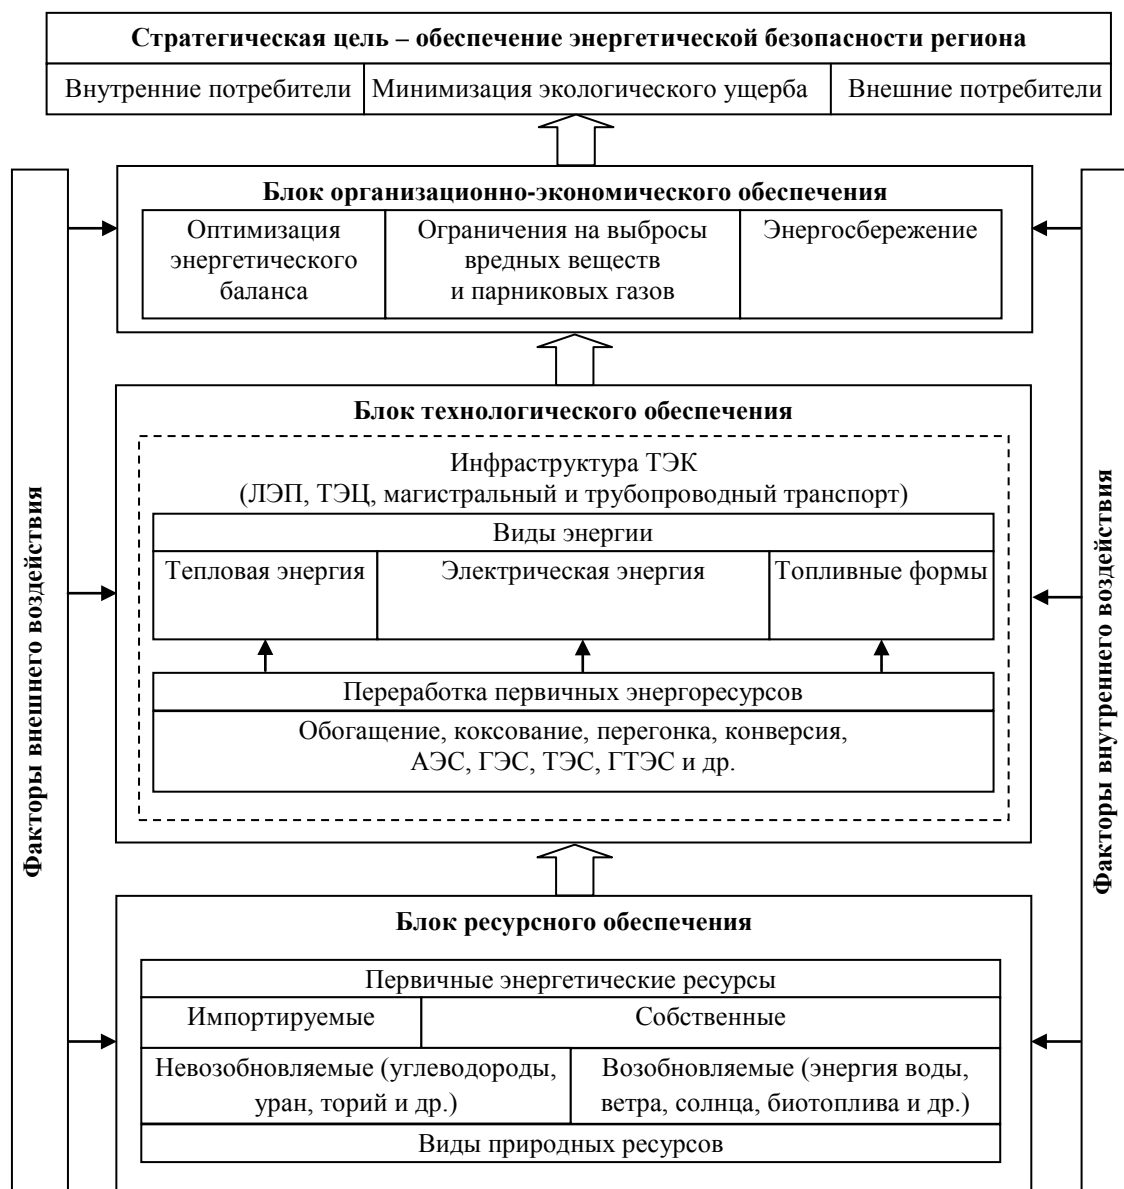 Стратегическая цель – обеспечение энергетической безопасности региона
Внутренние потребители
Минимизация экологического ущерба
Внешние потребители
Факторы внешнего воздействия
Блок организационно-экономического обеспечения
Оптимизация
энергетического
баланса
Ограничения на выбросы
вредных веществ
и парниковых газов
Энергосбережение
Блок технологического обеспечения
Инфраструктура ТЭК
(ЛЭП, ТЭЦ, магистральный и трубопроводный транспорт)
Виды энергии
Тепловая энергия
Электрическая энергия
Топливные формы
Переработка первичных энергоресурсов
Обогащение, коксование, перегонка, конверсия,
АЭС, ГЭС, ТЭС, ГТЭС и др.
Блок ресурсного обеспечения
Первичные энергетические ресурсы
Импортируемые
Собственные
Невозобновляемые (углеводороды,
уран, торий и др.)
Возобновляемые (энергия воды,
ветра, солнца, биотоплива и др.)
Виды природных ресурсов
Факторы внутреннего воздействия